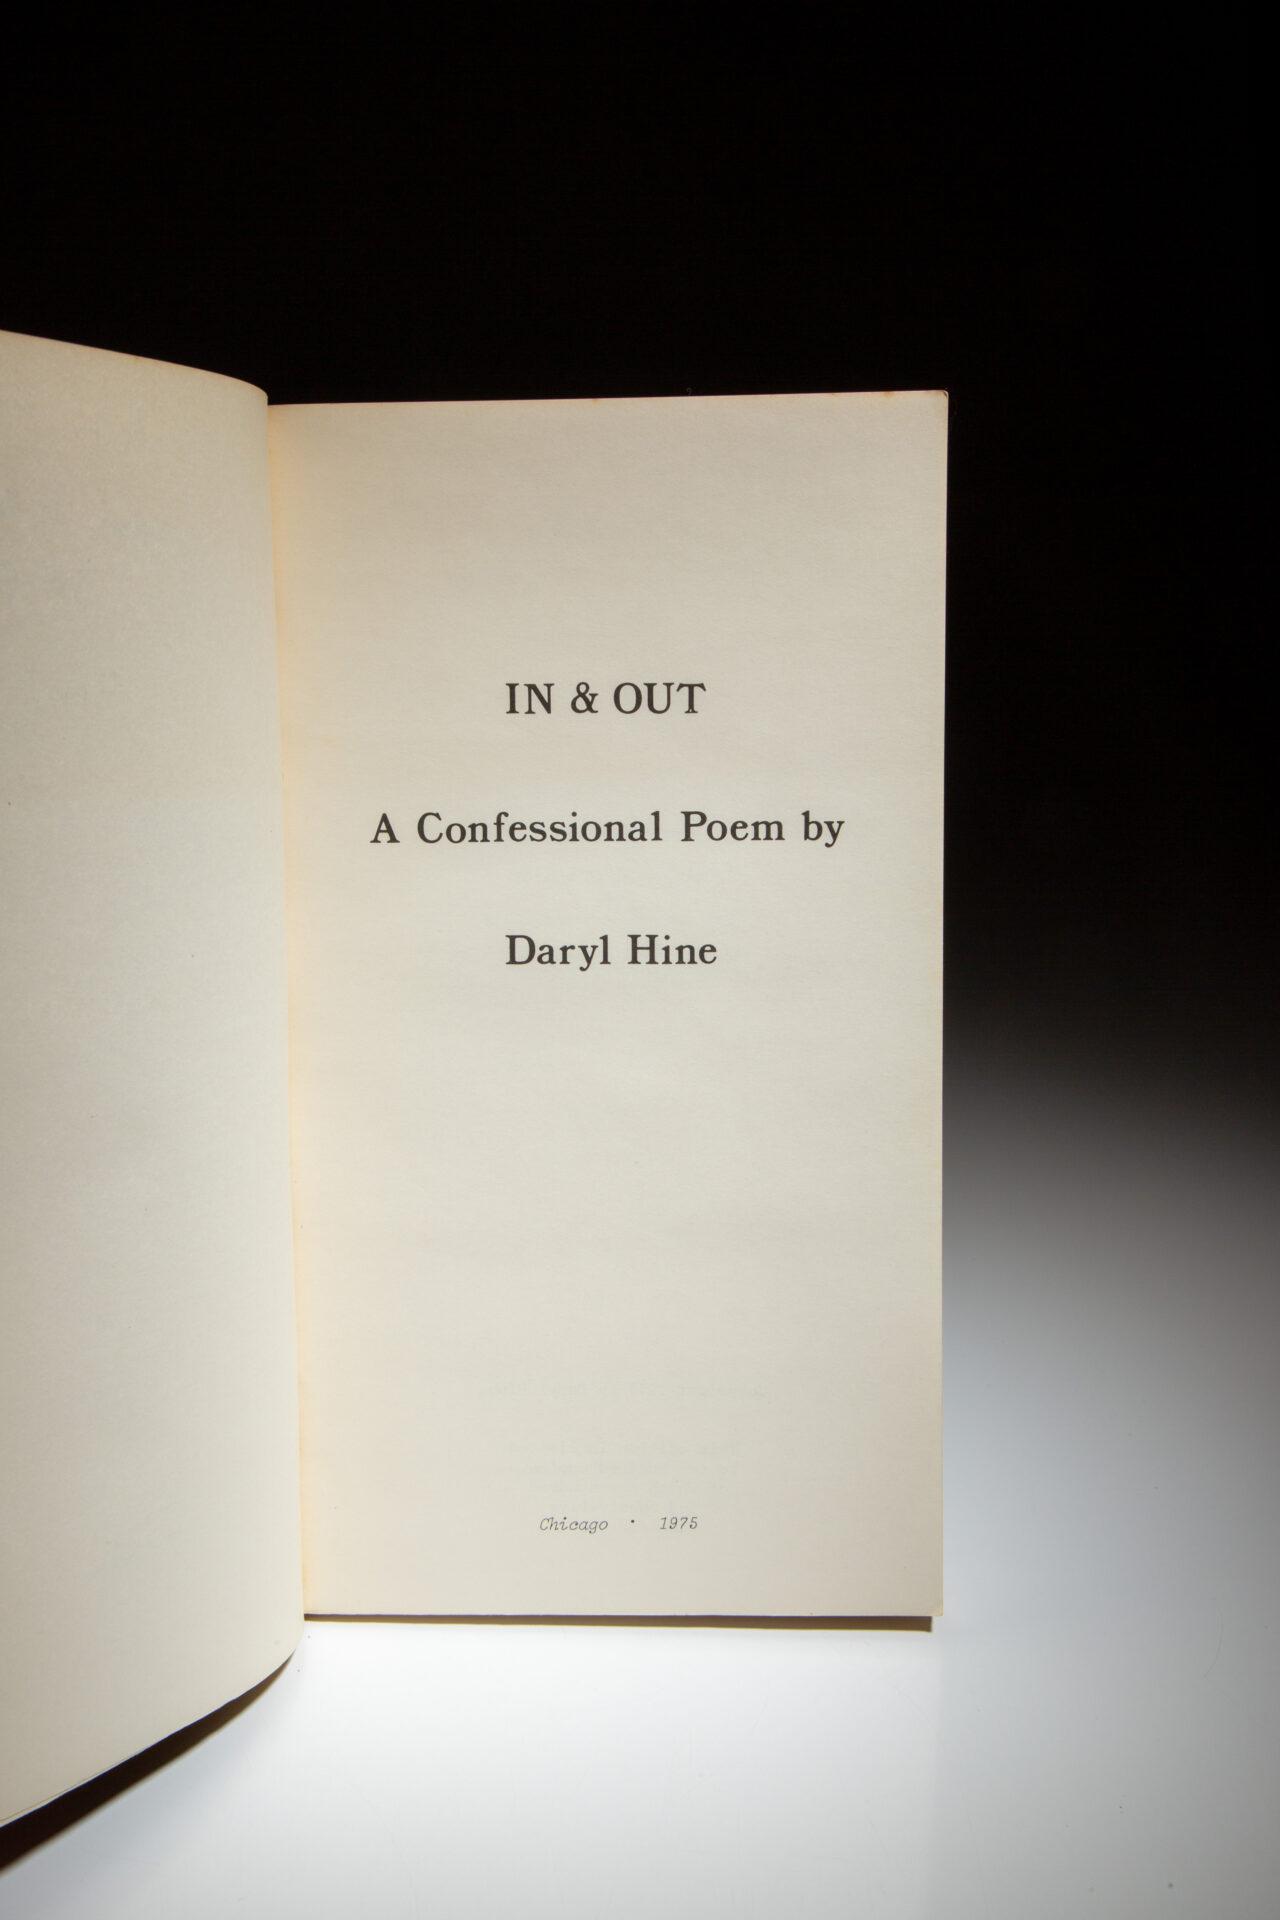 IN & OUT
A Confessional Poem by
Daryl Hine
Chicago • 1975